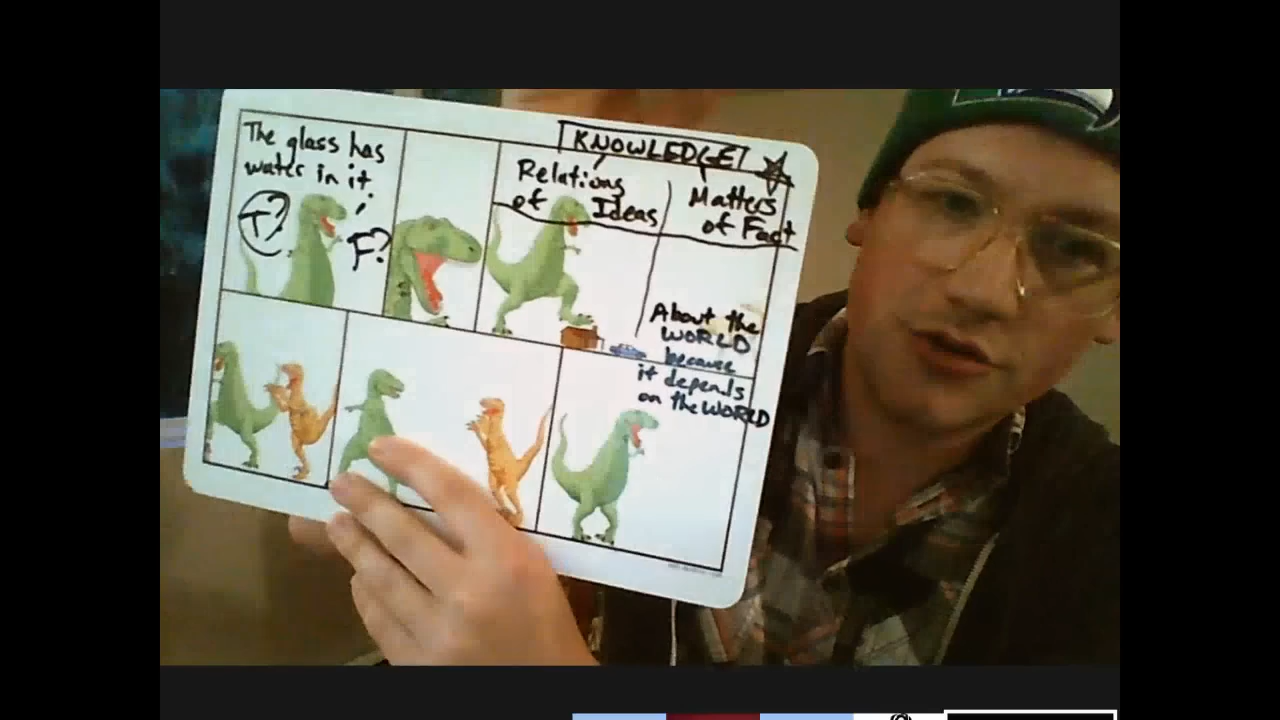 The glass has
water in it
T?
F?
KNOWLEDGE
Relations
of Ideas
Matters
of Fact
About the
WORLD
because
it depends
on the WORLD